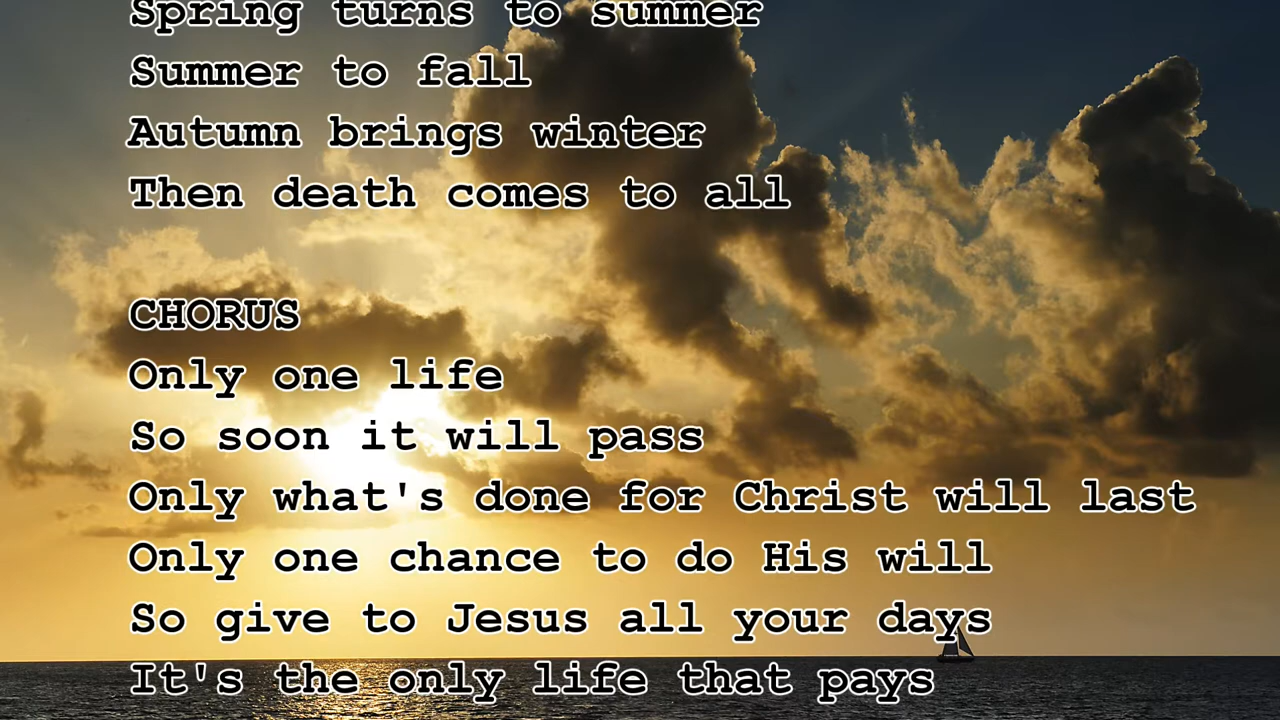 Spring turns to summer
Summer to fall
Autumn brings winter
Then death comes to all
CHORUS
Only one life
So soon it will pass
Only what's done for Christ will last
Only one chance to do His will
So give to Jesus all your days
It's the only life that pays